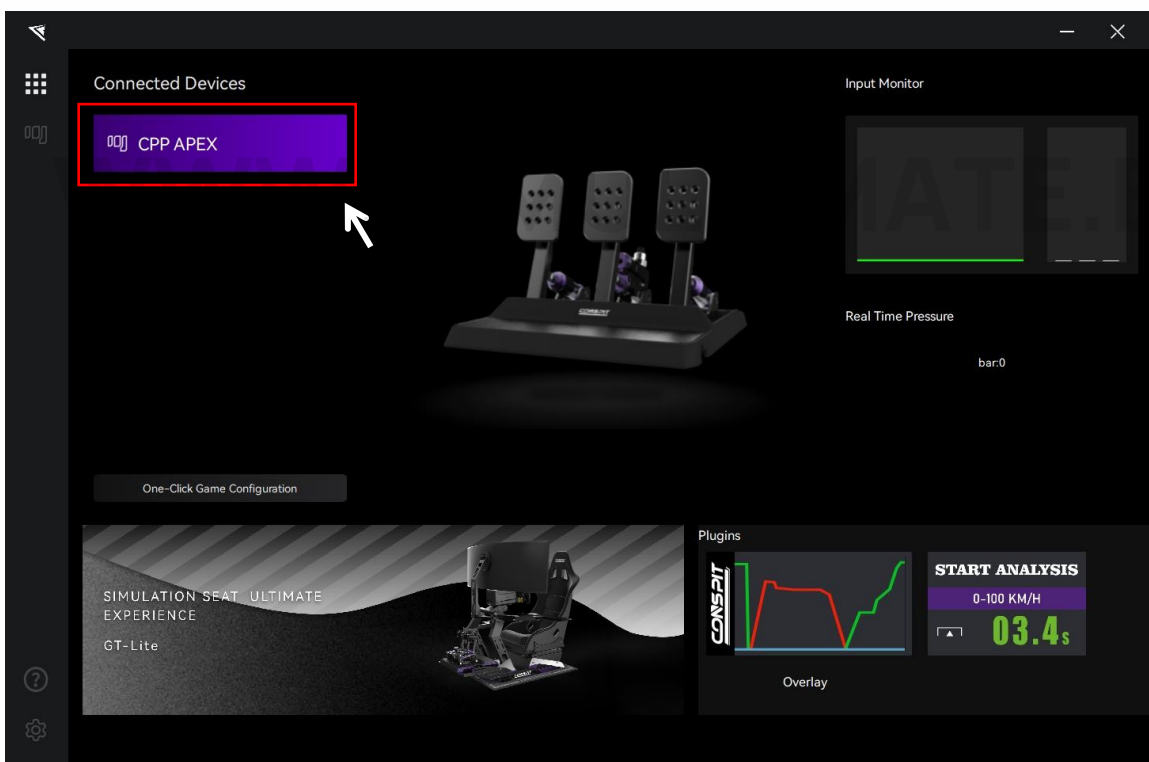 Connected Devices
CPP APEX
Input Monitor
Real Time Pressure
bar:0
One-Click Game Configuration
SIMULATION SEAT ULTIMATE
EXPERIENCE
GT-Lite
Plugins
CONSPIT
START ANALYSIS
0-100 KM/H
03.4s
Overlay
CONSPIT